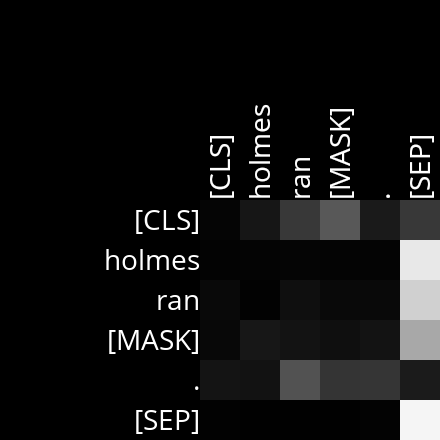 [CLS] holmes ran [MASK] . [SEP]
[CLS]
holmes
ran
[MASK]
.
[SEP]